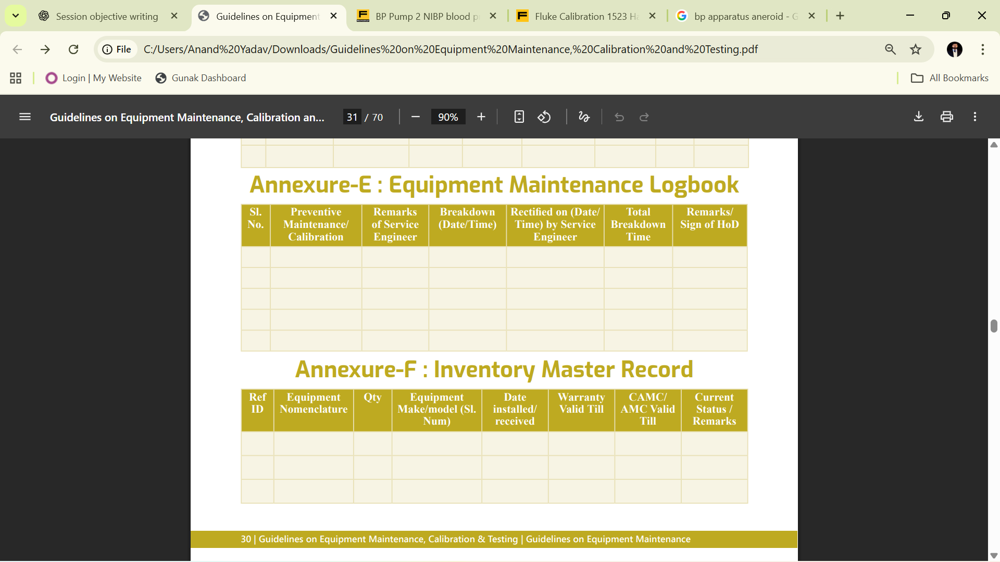 Session objective writing
Guidelines on Equipment
BP Pump 2 NIBP blood p
Fluke Calibration 1523 Ha
bp apparatus aneroid - G
File
C:/Users/Anand%20Yadav/Downloads/Guidelines%20on%20Equipment%20Maintenance,%20Calibration%20and%20Testing.pdf
Login | My Website
Gunak Dashboard
All Bookmarks
Guidelines on Equipment Maintenance, Calibration an...
31 / 70
90%
Annexure-E : Equipment Maintenance Logbook
Sl. No.
Preventive Maintenance/ Calibration
Remarks of Service Engineer
Breakdown (Date/Time)
Rectified on (Date/ Time) by Service Engineer
Total Breakdown Time
Remarks/ Sign of HoD
Annexure-F : Inventory Master Record
Ref ID
Equipment Nomenclature
Qty
Equipment Make/model (Sl. Num)
Date installed/ received
Warranty Valid Till
CAMC/ AMC Valid Till
Current Status / Remarks
30 | Guidelines on Equipment Maintenance, Calibration & Testing | Guidelines on Equipment Maintenance